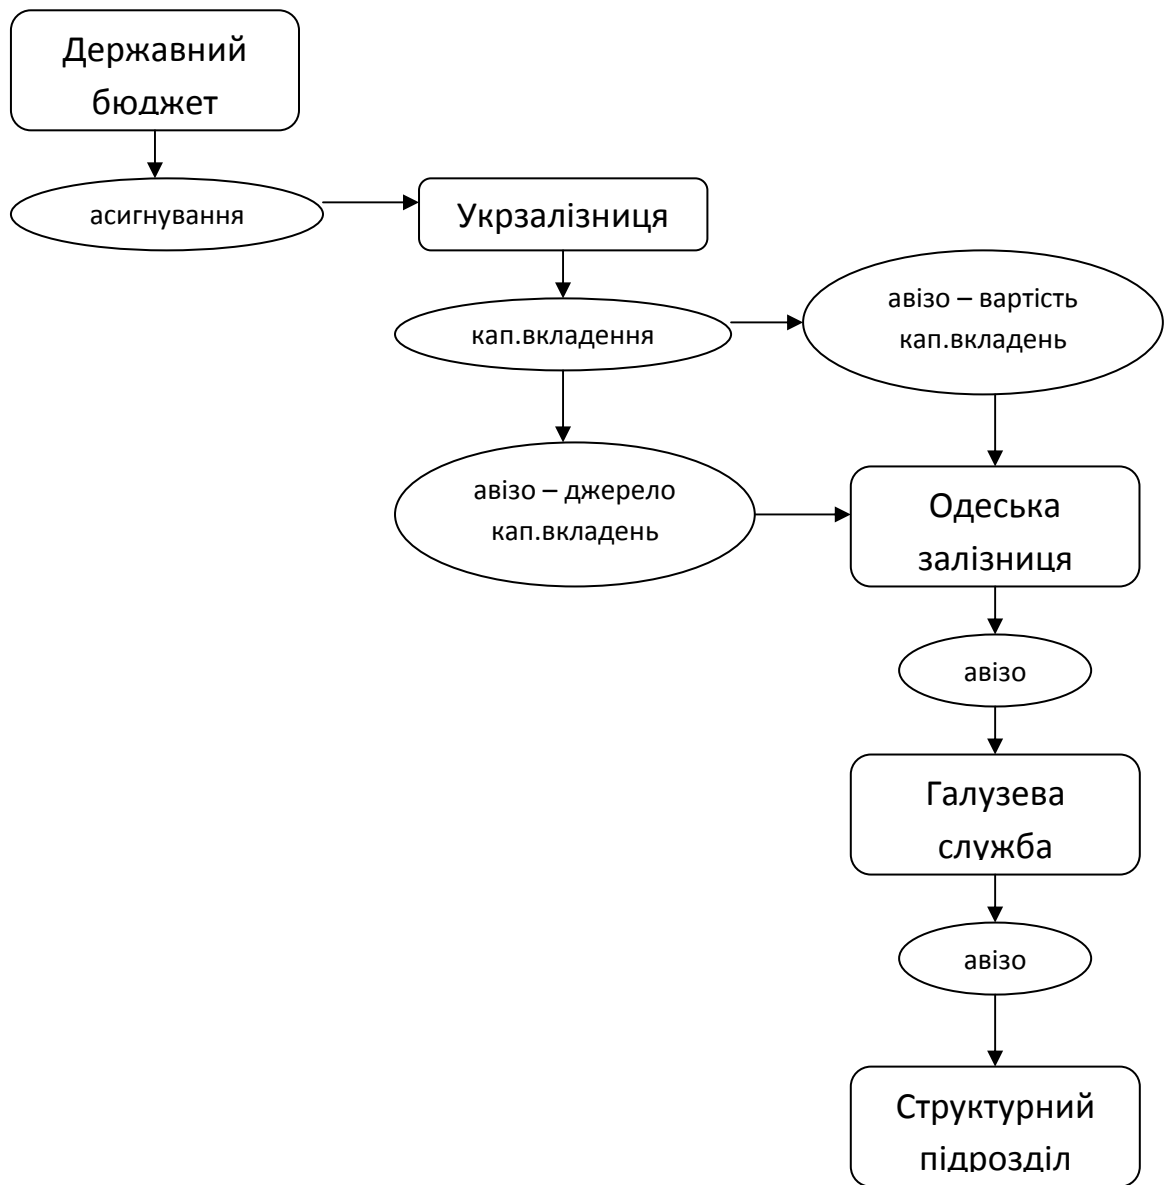 Державний
бюджет
асигнування
Укрзалізниця
кап.вкладення
авізо – вартість
кап.вкладень
авізо – джерело
кап.вкладень
Одеська
залізниця
авізо
Галузева
служба
авізо
Структурний
підрозділ